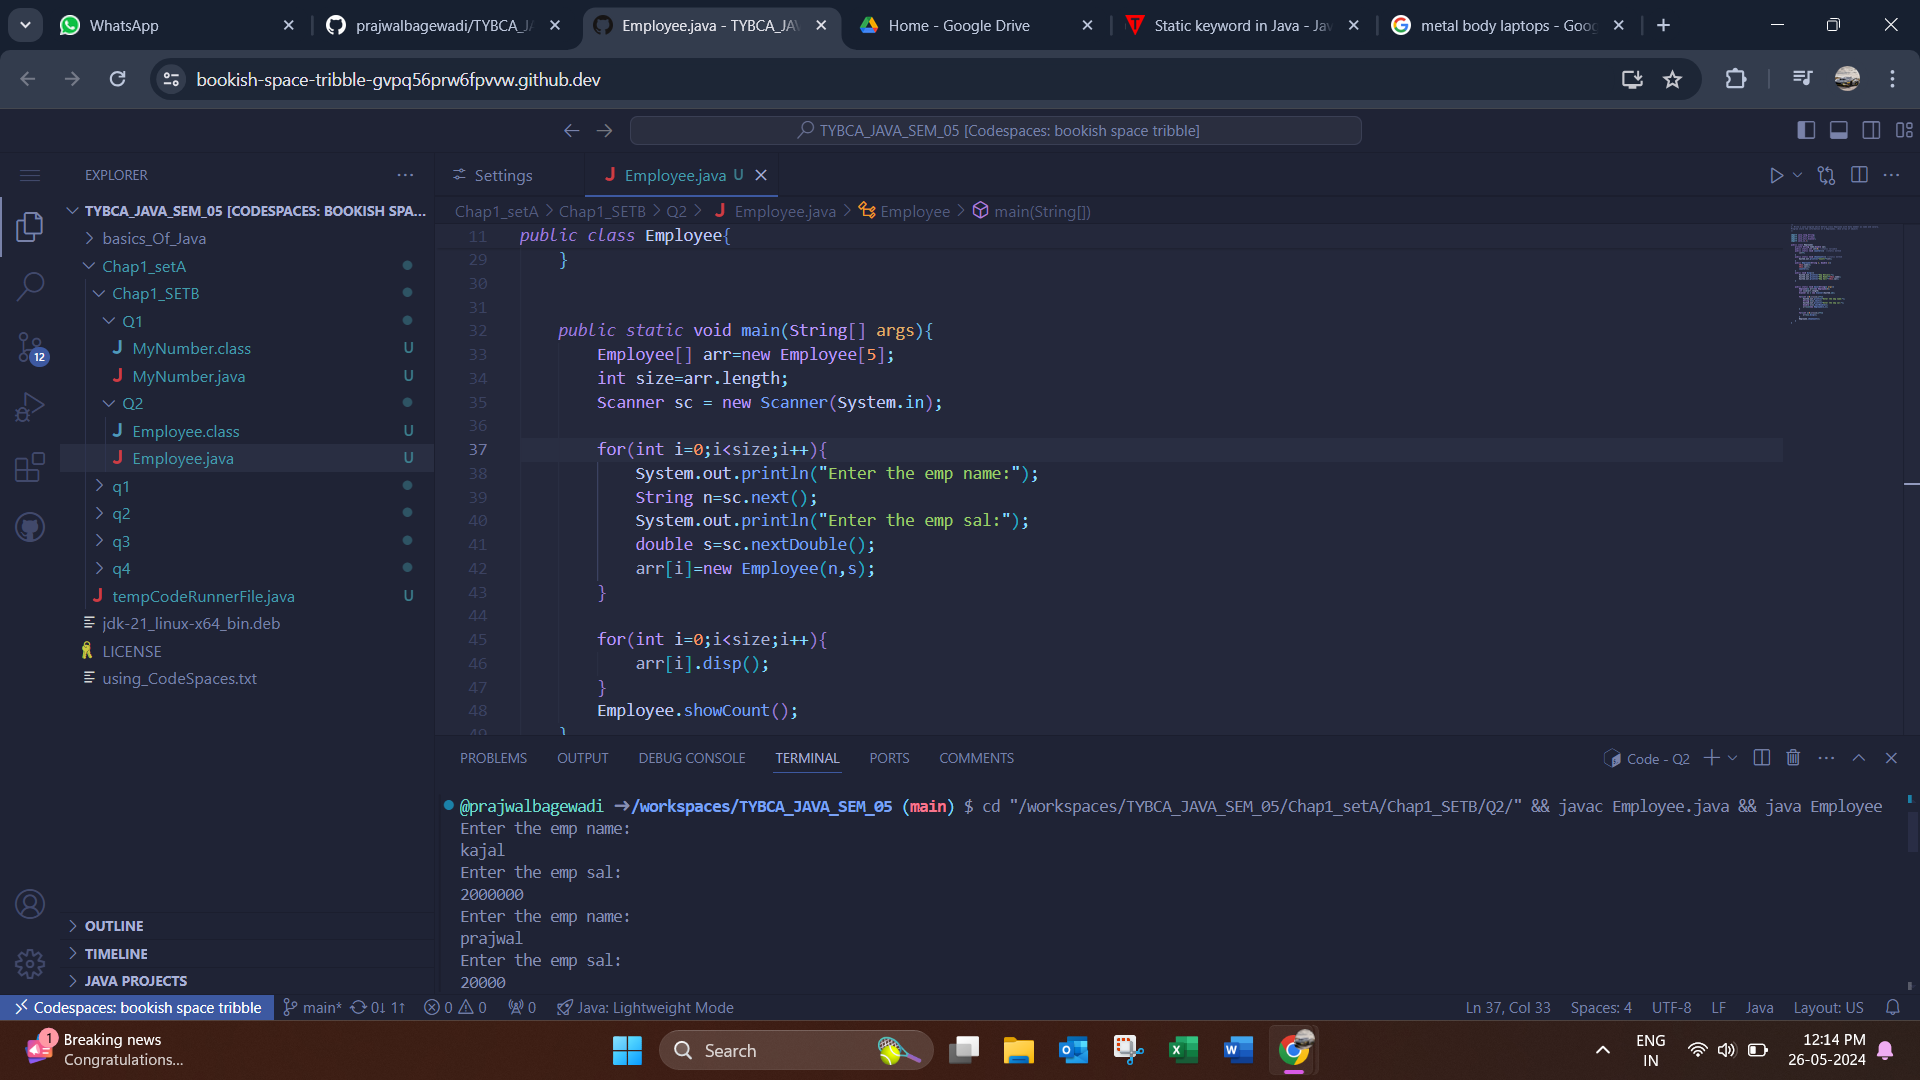 WhatsApp
prajwalbagewadi/TYBCA_JA
Employee.java - TYBCA_JAV
Home - Google Drive
Static keyword in Java - Jav
metal body laptops - Goog
bookish-space-tribble-gvpq56prw6fpvvw.github.dev
TYBCA_JAVA_SEM_05 [Codespaces: bookish space tribble]
EXPLORER
TYBCA_JAVA_SEM_05 [CODESPACES: BOOKISH SPA...
basics_Of_Java
Chap1_setA
Chap1_SETB
Q1
MyNumber.class U
MyNumber.java U
Q2
Employee.class U
Employee.java U
q1
q2
q3
q4
tempCodeRunnerFile.java U
jdk-21_linux-x64_bin.deb
LICENSE
using_CodeSpaces.txt
OUTLINE
TIMELINE
JAVA PROJECTS
12
Settings
Employee.java U
Chap1_setA > Chap1_SETB > Q2 > Employee.java > Employee > main(String[])
11 public class Employee{
29 }
30
31
32 public static void main(String[] args){
33 Employee[] arr=new Employee[5];
34 int size=arr.length;
35 Scanner sc = new Scanner(System.in);
36
37 for(int i=0;i<size;i++){
38 System.out.println("Enter the emp name:");
39 String n=sc.next();
40 System.out.println("Enter the emp sal:");
41 double s=sc.nextDouble();
42 arr[i]=new Employee(n,s);
43 }
44
45 for(int i=0;i<size;i++){
46 arr[i].disp();
47 }
48 Employee.showCount();
49 }
PROBLEMS OUTPUT DEBUG CONSOLE TERMINAL PORTS COMMENTS
Code - Q2
@prajwalbagewadi ➜/workspaces/TYBCA_JAVA_SEM_05 (main) $ cd "/workspaces/TYBCA_JAVA_SEM_05/Chap1_setA/Chap1_SETB/Q2/" && javac Employee.java && java Employee
Enter the emp name:
kajal
Enter the emp sal:
2000000
Enter the emp name:
prajwal
Enter the emp sal:
20000
Codespaces: bookish space tribble main* 0↓ 1↑ 0 0 0 Java: Lightweight Mode
Ln 37, Col 33 Spaces: 4 UTF-8 LF Java Layout: US
1
Breaking news
Congratulations...
Search
ENG
IN
12:14 PM
26-05-2024